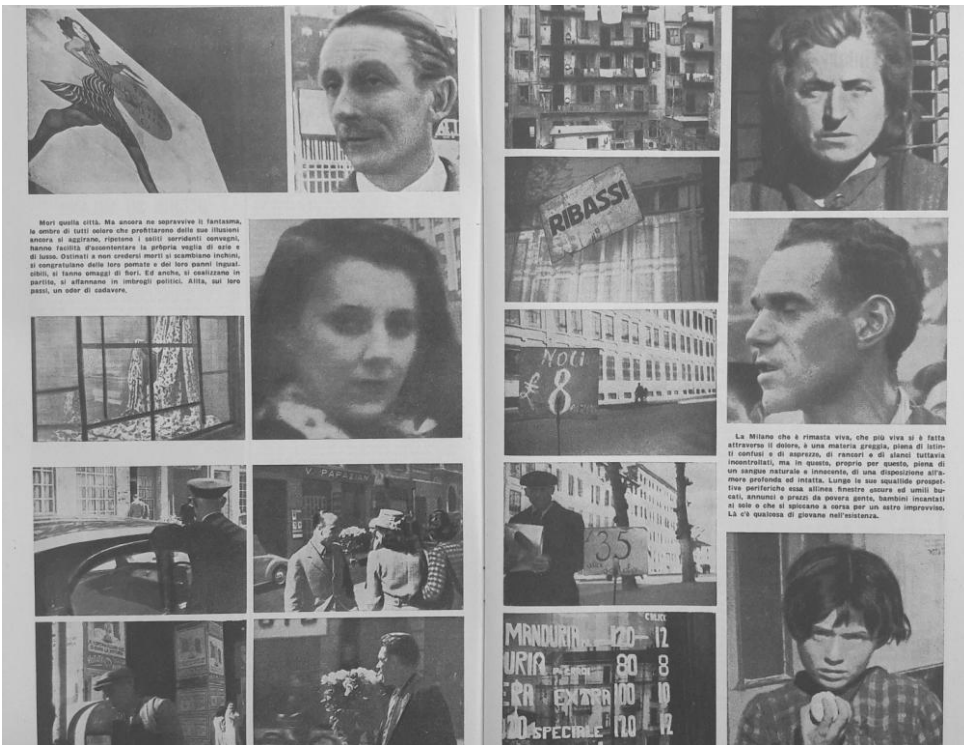 Morì quella città. Ma ancora ne sopravvive il fantasma,
le ombre di tutti coloro che profittarono delle sue illusioni
ancora si aggirano, ripetono i soliti sorridenti convegni,
hanno facilità d'accontentare la propria voglia di ozio e
di lusso. Ostinati a non credersi morti si scambiano inchini,
si congratulano delle loro pomate e dei loro panni ingual-
cibili, si fanno omaggi di fiori. Ed anche, si coalizzano in
partito, si affannano in imbrogli politici. Alita, sui loro
passi, un odor di cadavere.
RIBASSI
NOCI
£ 8
35
MANDURIA 120 - 12
URIA 80 8
ERA EXTRA 100 10
SPECIALE 120 12
La Milano che è rimasta viva, che più viva si è fatta
attraverso il dolore, è una materia greggia, piena di istin-
ti confusi e di asprezze, di rancori e di slanci tuttavia
incontrollati, ma in questo, proprio per questo, piena di
un sangue naturale e innocente, di una disposizione all'a-
more profonda ed intatta. Lungo le sue squallide prospet-
tive periferiche essa allinea finestre oscure ed umili bu-
cati, annunci e prezzi da povera gente, bambini incantati
al sole o che si spiccano a corsa per un estro improvviso.
Là c'è qualcosa di giovane nell'esistenza.